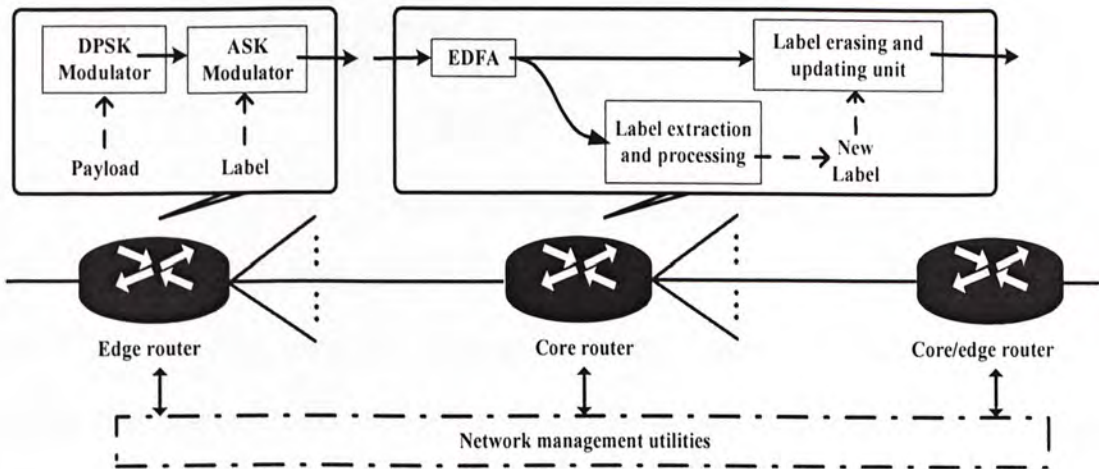 DPSK
Modulator
ASK
Modulator
Payload
Label
EDFA
Label erasing and
updating unit
Label extraction
and processing
New
Label
Edge router
Core router
Core/edge router
Network management utilities